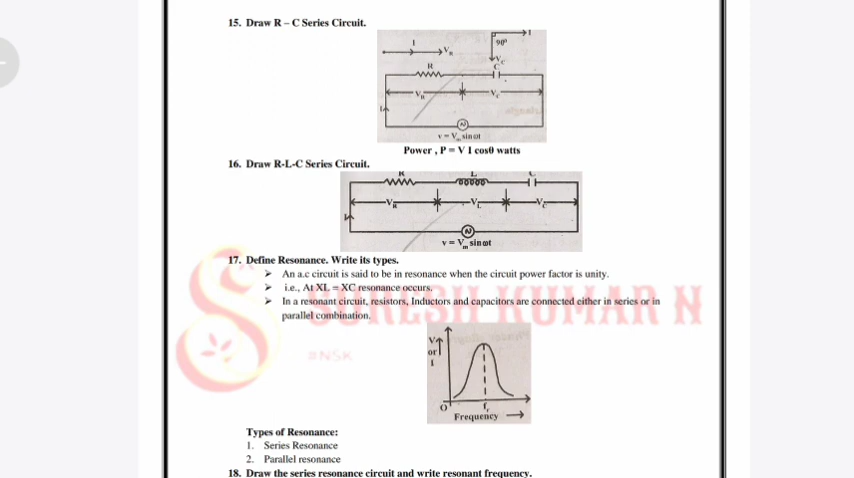 15. Draw R – C Series Circuit.
I
V_R
I
90°
V_C
R
C
V_R
V_C
I
v = V_m sin ωt
Power , P = V I cosθ watts
16. Draw R-L-C Series Circuit.
R
L
C
V_R
V_L
V_C
v = V_m sin ωt
17. Define Resonance. Write its types.
➢ An a.c circuit is said to be in resonance when the circuit power factor is unity.
➢ i.e., At XL = XC resonance occurs.
➢ In a resonant circuit, resistors, Inductors and capacitors are connected either in series or in
parallel combination.
SURESH KUMAR N
#NSK
V↑
or
I
O
f_r
Frequency →
Types of Resonance:
1. Series Resonance
2. Parallel resonance
18. Draw the series resonance circuit and write resonant frequency.